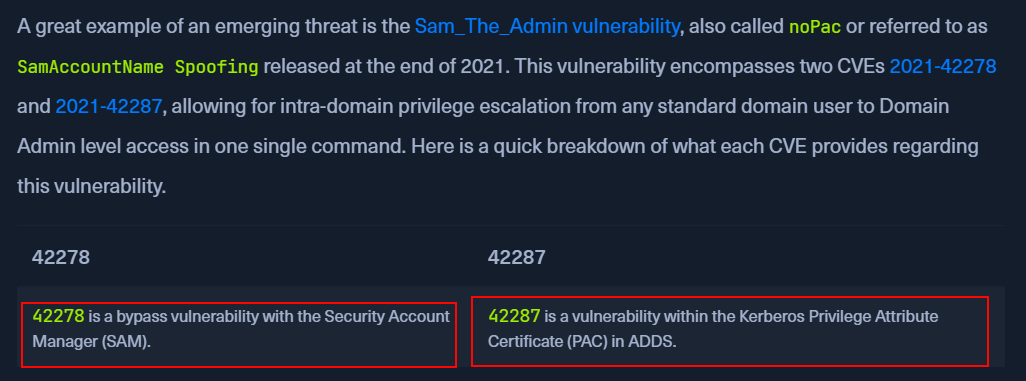 A great example of an emerging threat is the Sam_The_Admin vulnerability, also called noPac or referred to as
SamAccountName Spoofing released at the end of 2021. This vulnerability encompasses two CVEs 2021-42278
and 2021-42287, allowing for intra-domain privilege escalation from any standard domain user to Domain
Admin level access in one single command. Here is a quick breakdown of what each CVE provides regarding
this vulnerability.
42278
42287
42278 is a bypass vulnerability with the Security Account
Manager (SAM).
42287 is a vulnerability within the Kerberos Privilege Attribute
Certificate (PAC) in ADDS.